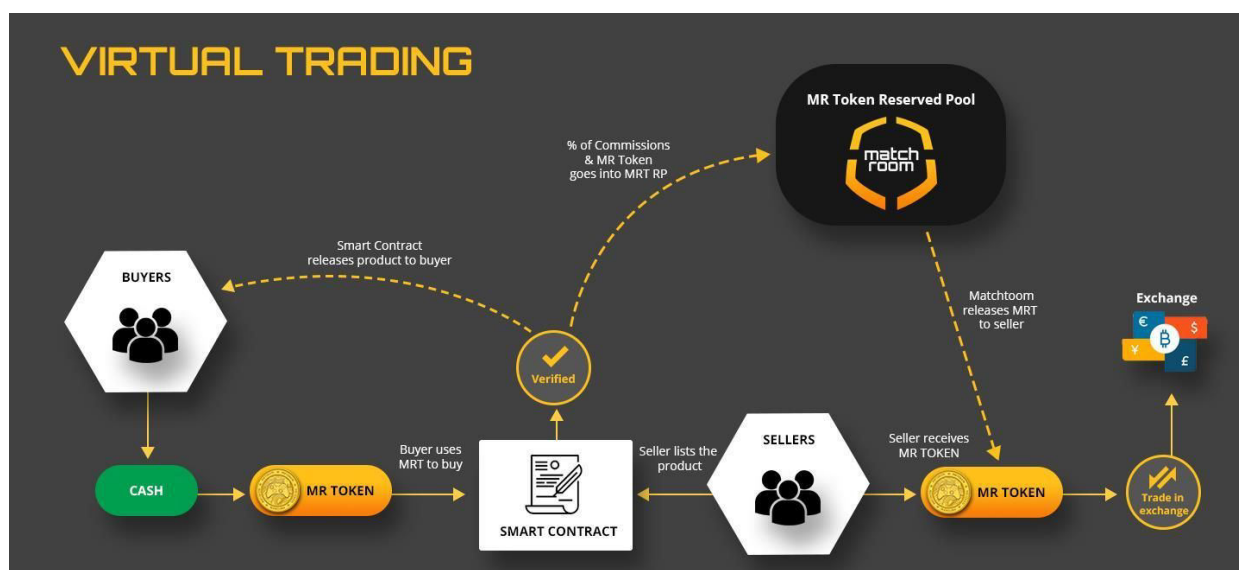 VIRTUAL TRADING
MR Token Reserved Pool
match
room
% of Commissions
& MR Token
goes into MRT RP
Smart Contract
releases product to buyer
BUYERS
Matchtoom
releases MRT
to seller
Exchange
€
$
₿
¥
£
Verified
Buyer uses
MRT to buy
Seller lists the
product
SELLERS
Seller receives
MR TOKEN
CASH
MR TOKEN
SMART CONTRACT
MR TOKEN
Trade in
exchange